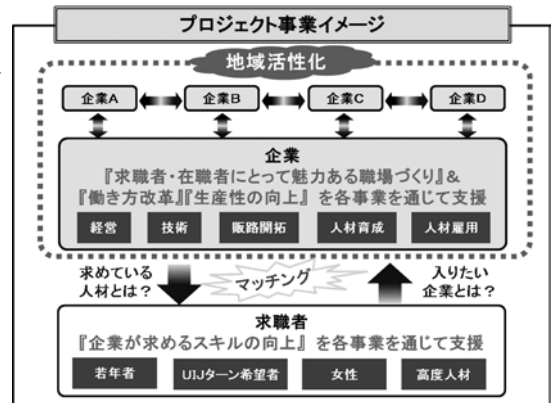 プロジェクト事業イメージ
地域活性化
企業A 企業B 企業C 企業D
企業
『求職者・在職者にとって魅力ある職場づくり』&
『働き方改革』『生産性の向上』を各事業を通じて支援
経営 技術 販路開拓 人材育成 人材雇用
求めている
人材とは？
マッチング
入りたい
企業とは？
求職者
『企業が求めるスキルの向上』を各事業を通じて支援
若年者 UIJターン希望者 女性 高度人材